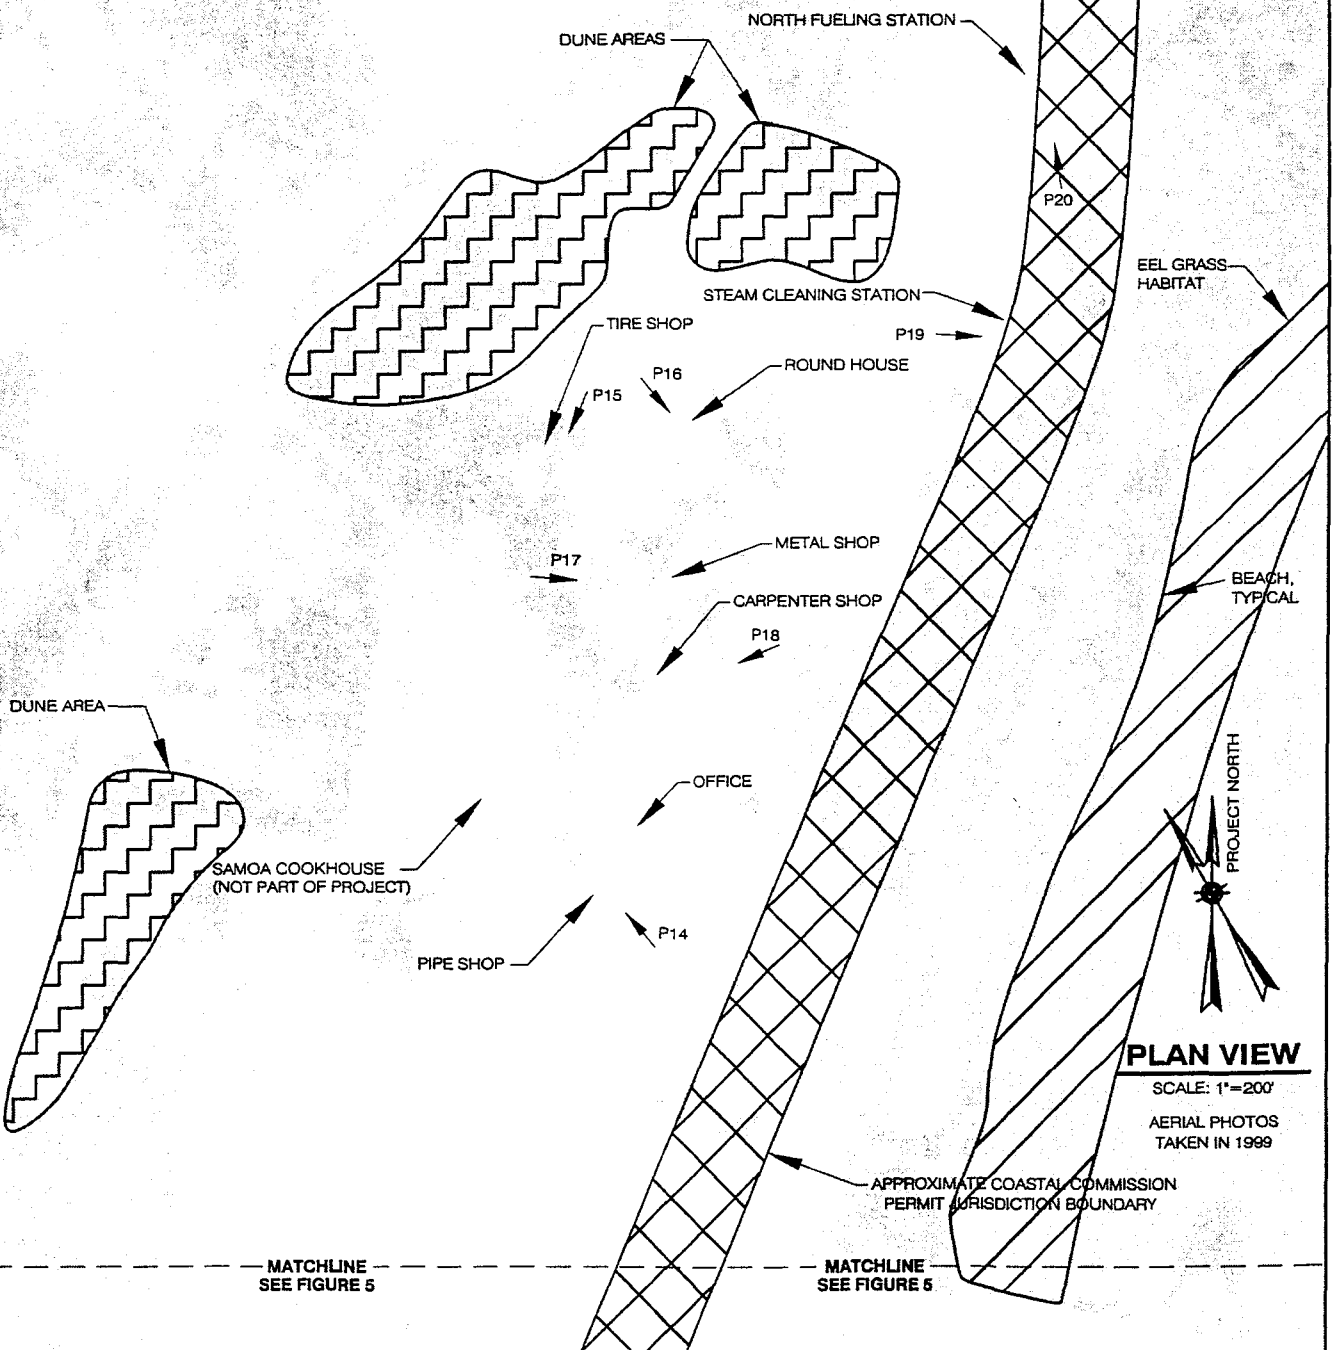 NORTH FUELING STATION
DUNE AREAS
P20
EEL GRASS
HABITAT
STEAM CLEANING STATION
TIRE SHOP
P19
ROUND HOUSE
P16
P15
METAL SHOP
P17
BEACH,
TYPICAL
CARPENTER SHOP
P18
DUNE AREA
PROJECT NORTH
OFFICE
SAMOA COOKHOUSE
(NOT PART OF PROJECT)
P14
PIPE SHOP
PLAN VIEW
SCALE: 1"=200'
AERIAL PHOTOS
TAKEN IN 1999
APPROXIMATE COASTAL COMMISSION
PERMIT JURISDICTION BOUNDARY
MATCHLINE
SEE FIGURE 5
MATCHLINE
SEE FIGURE 5